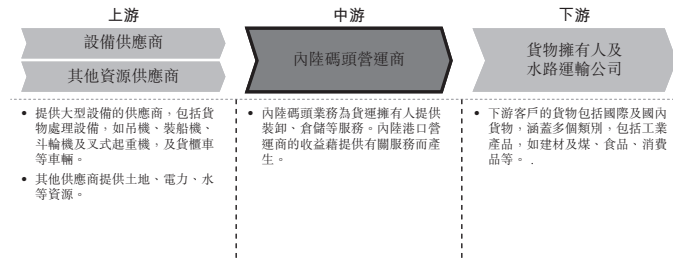 上游
中游
下游
設備供應商
其他資源供應商
內陸碼頭營運商
貨物擁有人及
水路運輸公司
• 提供大型設備的供應商，包括貨
物處理設備，如吊機、裝船機、
斗輪機及叉式起重機，及貨櫃車
等車輛。
• 其他供應商提供土地、電力、水
等資源。
• 內陸碼頭業務為貨運擁有人提供
裝卸、倉儲等服務。內陸港口營
運商的收益藉提供有關服務而產
生。
• 下游客戶的貨物包括國際及國內
貨物，涵蓋多個類別，包括工業
產品，如建材及煤、食品、消費
品等。 .